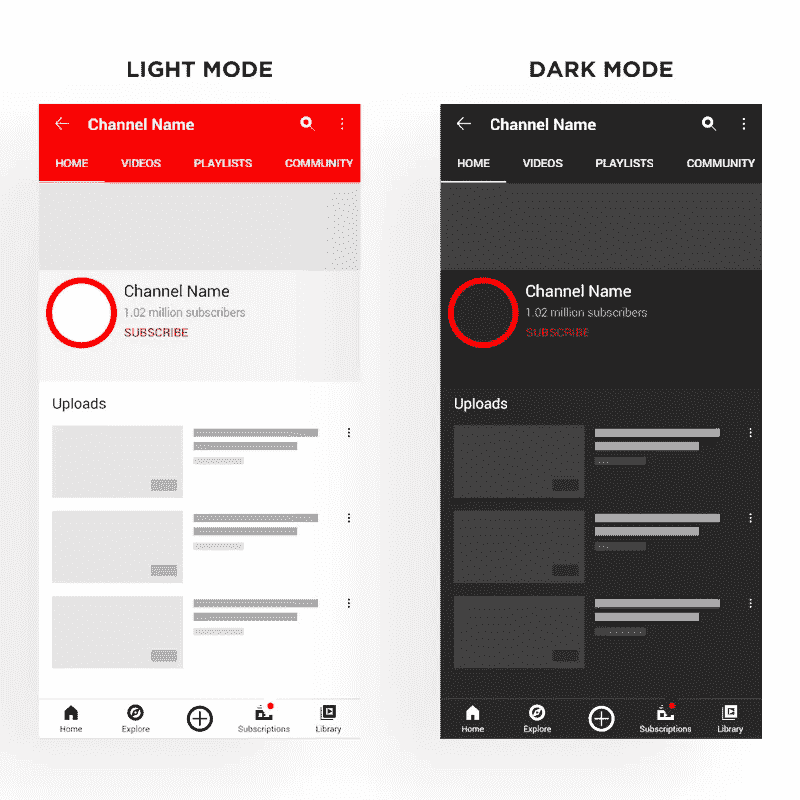 LIGHT MODE
Channel Name
HOME VIDEOS PLAYLISTS COMMUNITY
Channel Name
1.02 million subscribers
SUBSCRIBE
Uploads
Home Explore Subscriptions Library
DARK MODE
Channel Name
HOME VIDEOS PLAYLISTS COMMUNITY
Channel Name
1.02 million subscribers
SUBSCRIBE
Uploads
Home Explore Subscriptions Library